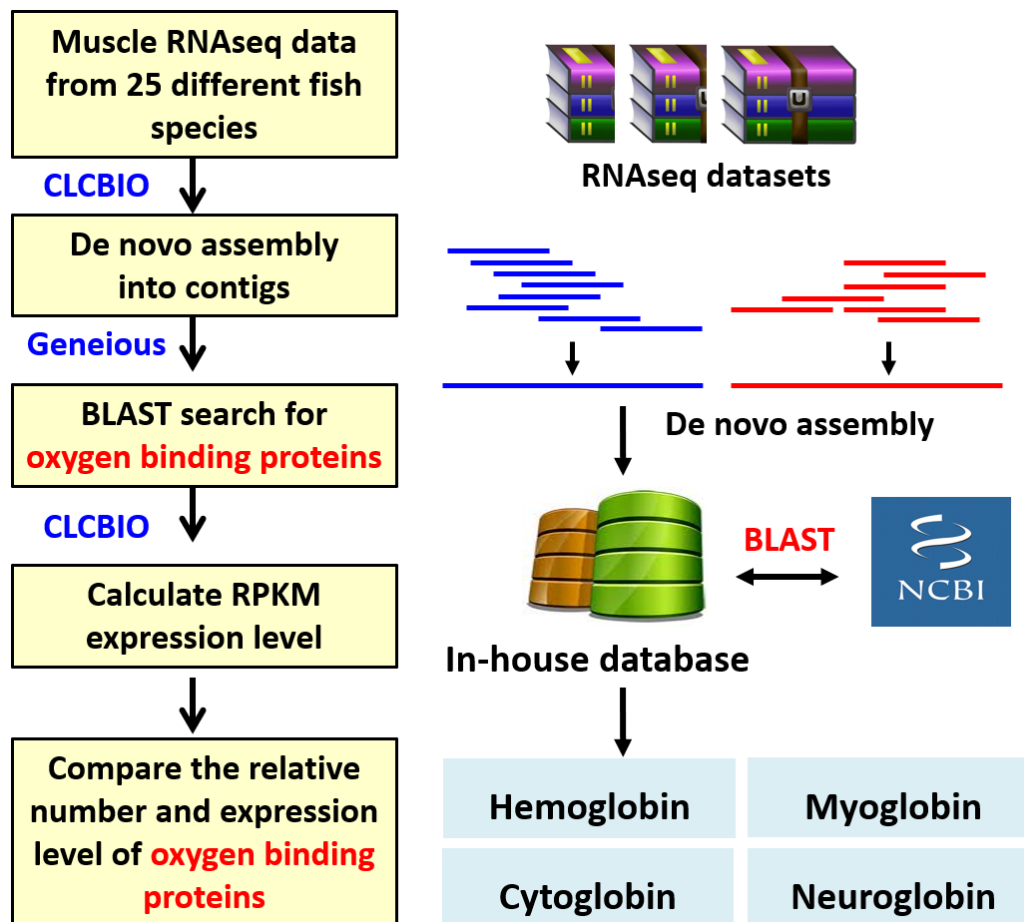 Muscle RNAseq data
from 25 different fish
species
CLCBIO
De novo assembly
into contigs
Geneious
BLAST search for
oxygen binding proteins
CLCBIO
Calculate RPKM
expression level
Compare the relative
number and expression
level of oxygen binding
proteins
U
U
RNAseq datasets
De novo assembly
BLAST
NCBI
In-house database
Hemoglobin
Myoglobin
Cytoglobin
Neuroglobin